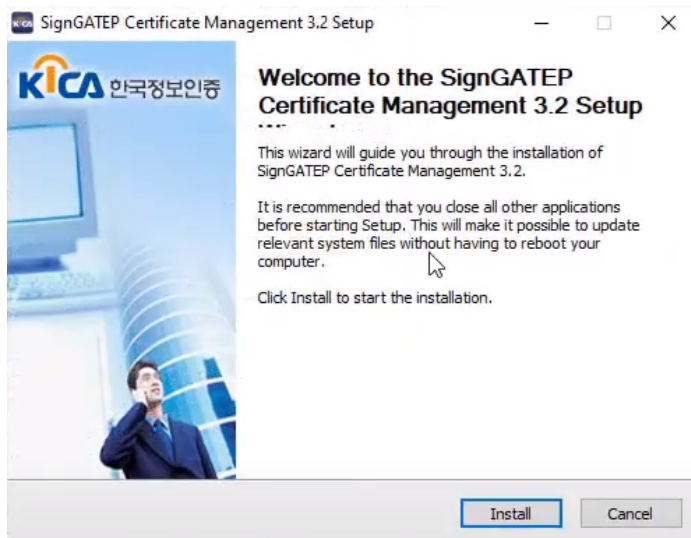 KICA SignGATEP Certificate Management 3.2 Setup
KICA 한국정보인증
Welcome to the SignGATEP
Certificate Management 3.2 Setup
This wizard will guide you through the installation of
SignGATEP Certificate Management 3.2.
It is recommended that you close all other applications
before starting Setup. This will make it possible to update
relevant system files without having to reboot your
computer.
Click Install to start the installation.
Install
Cancel